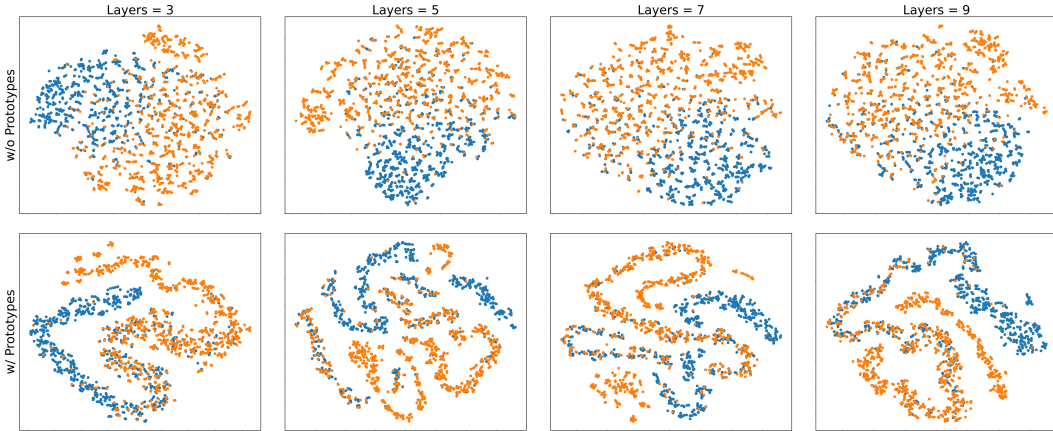 Layers = 3
Layers = 5
Layers = 7
Layers = 9
w/o Prototypes
w/ Prototypes